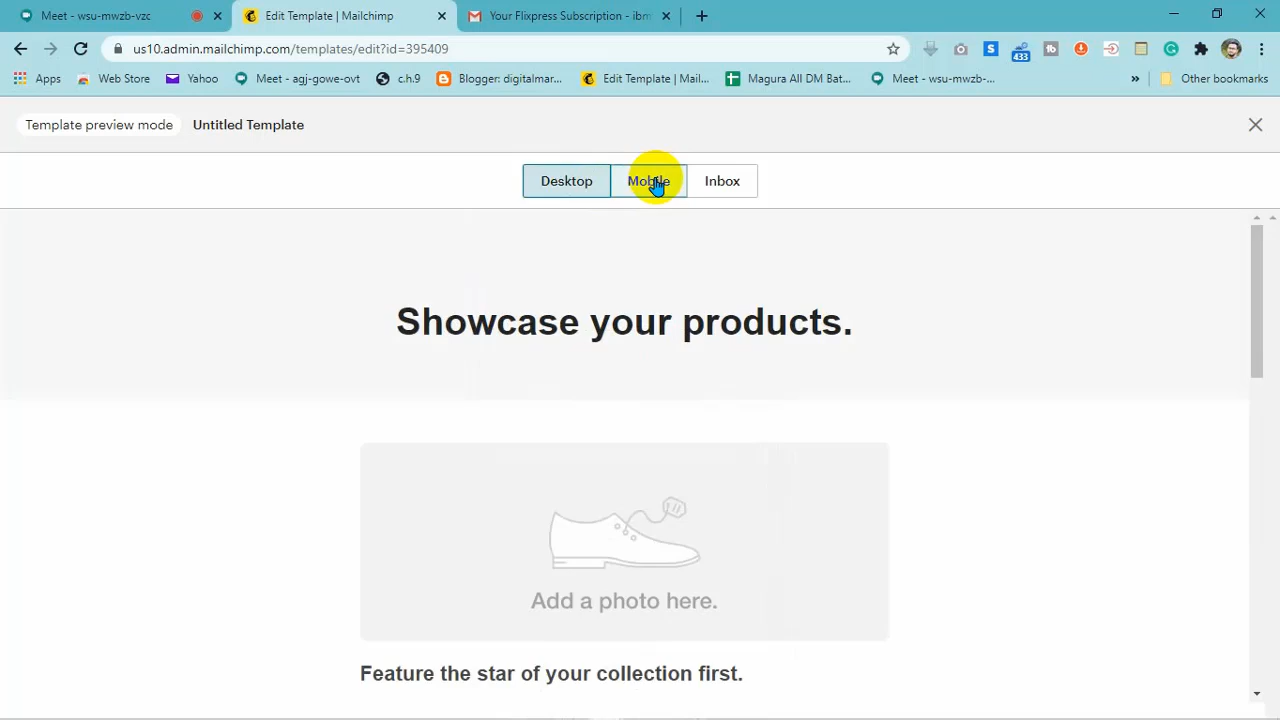 Meet - wsu-mwzb-vzc
Edit Template | Mailchimp
Your Flixpress Subscription - ibm
us10.admin.mailchimp.com/templates/edit?id=395409
433
Apps
Web Store
Yahoo
Meet - agj-gowe-ovt
c.h.9
Blogger: digitalmar...
Edit Template | Mail...
Magura All DM Bat...
Meet - wsu-mwzb-...
»
Other bookmarks
Template preview mode
Untitled Template
Desktop
Mobile
Inbox
Showcase your products.
Add a photo here.
Feature the star of your collection first.